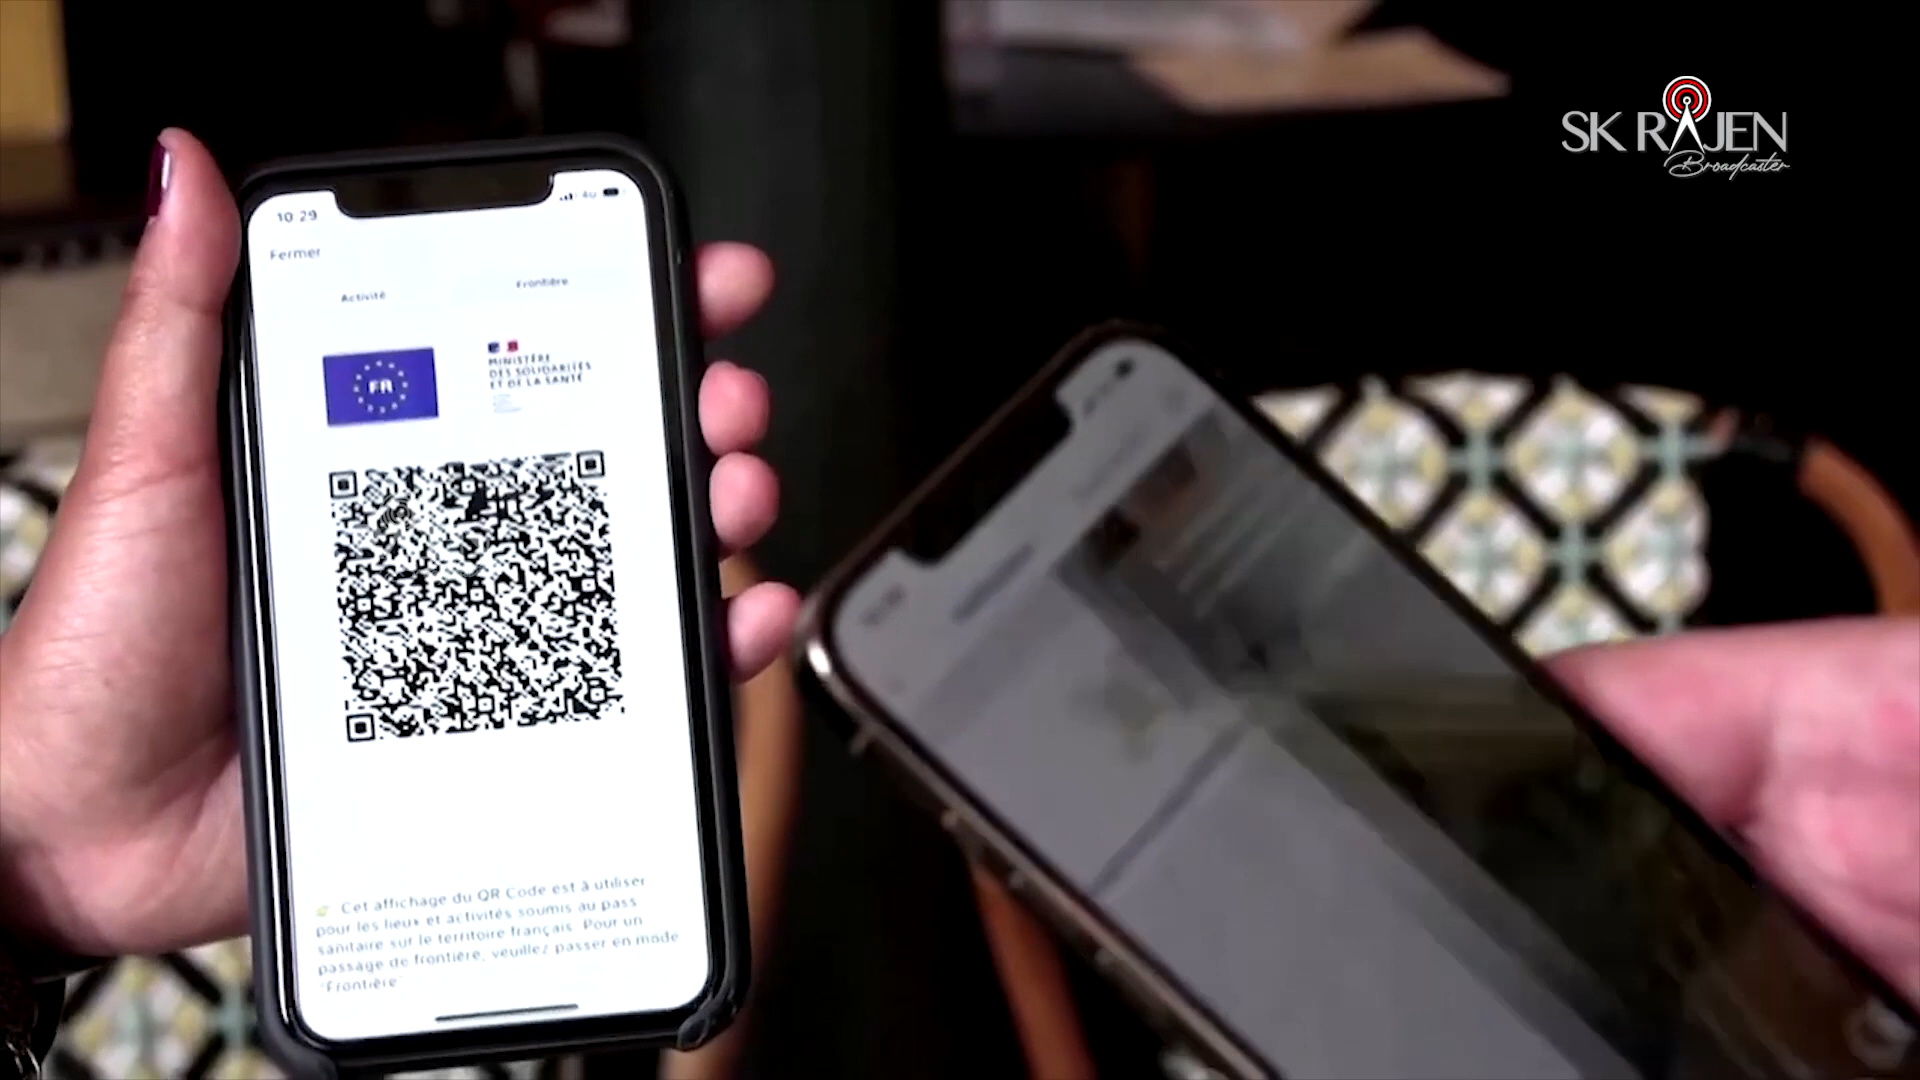 SK RAJEN
Broadcaster
10 29
Fermer
Activité
Frontière
FR
MINISTÈRE
DES SOLIDARITÉS
ET DE LA SANTÉ
Cet affichage du QR Code est à utiliser
pour les lieux et activités soumis au pass
sanitaire sur le territoire français. Pour un
passage de frontière, veuillez passer en mode
"Frontière"